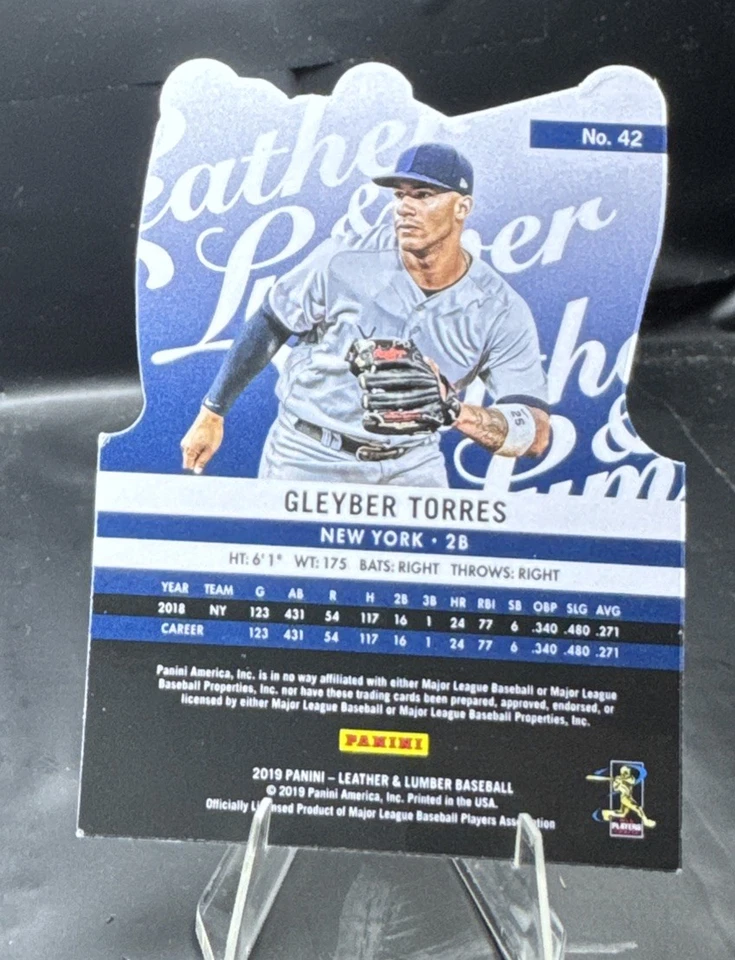 No. 42
Leather
& Lumber
GLEYBER TORRES
NEW YORK • 2B
HT: 6' 1" WT: 175 BATS: RIGHT THROWS: RIGHT
YEAR TEAM G AB R H 2B 3B HR RBI SB OBP SLG AVG
2018 NY 123 431 54 117 16 1 24 77 6 .340 .480 .271
CAREER 123 431 54 117 16 1 24 77 6 .340 .480 .271
Panini America, Inc. is in no way affiliated with either Major League Baseball or Major League
Baseball Properties, Inc. nor have these trading cards been prepared, approved, endorsed, or
licensed by either Major League Baseball or Major League Baseball Properties, Inc.
PANINI
2019 PANINI – LEATHER & LUMBER BASEBALL
© 2019 Panini America, Inc. Printed in the USA.
Officially Licensed Product of Major League Baseball Players Association
PLAYERS